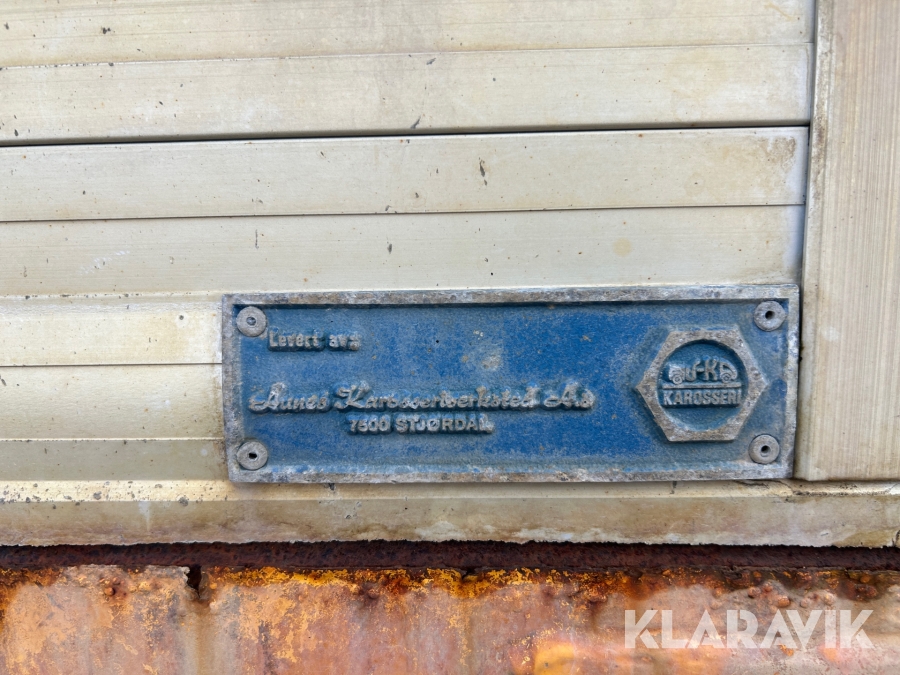 Levert av:
Aunes Karosseriverksted A.s
7500 STJØRDAL
J-K
KAROSSERI
KLARAVIK